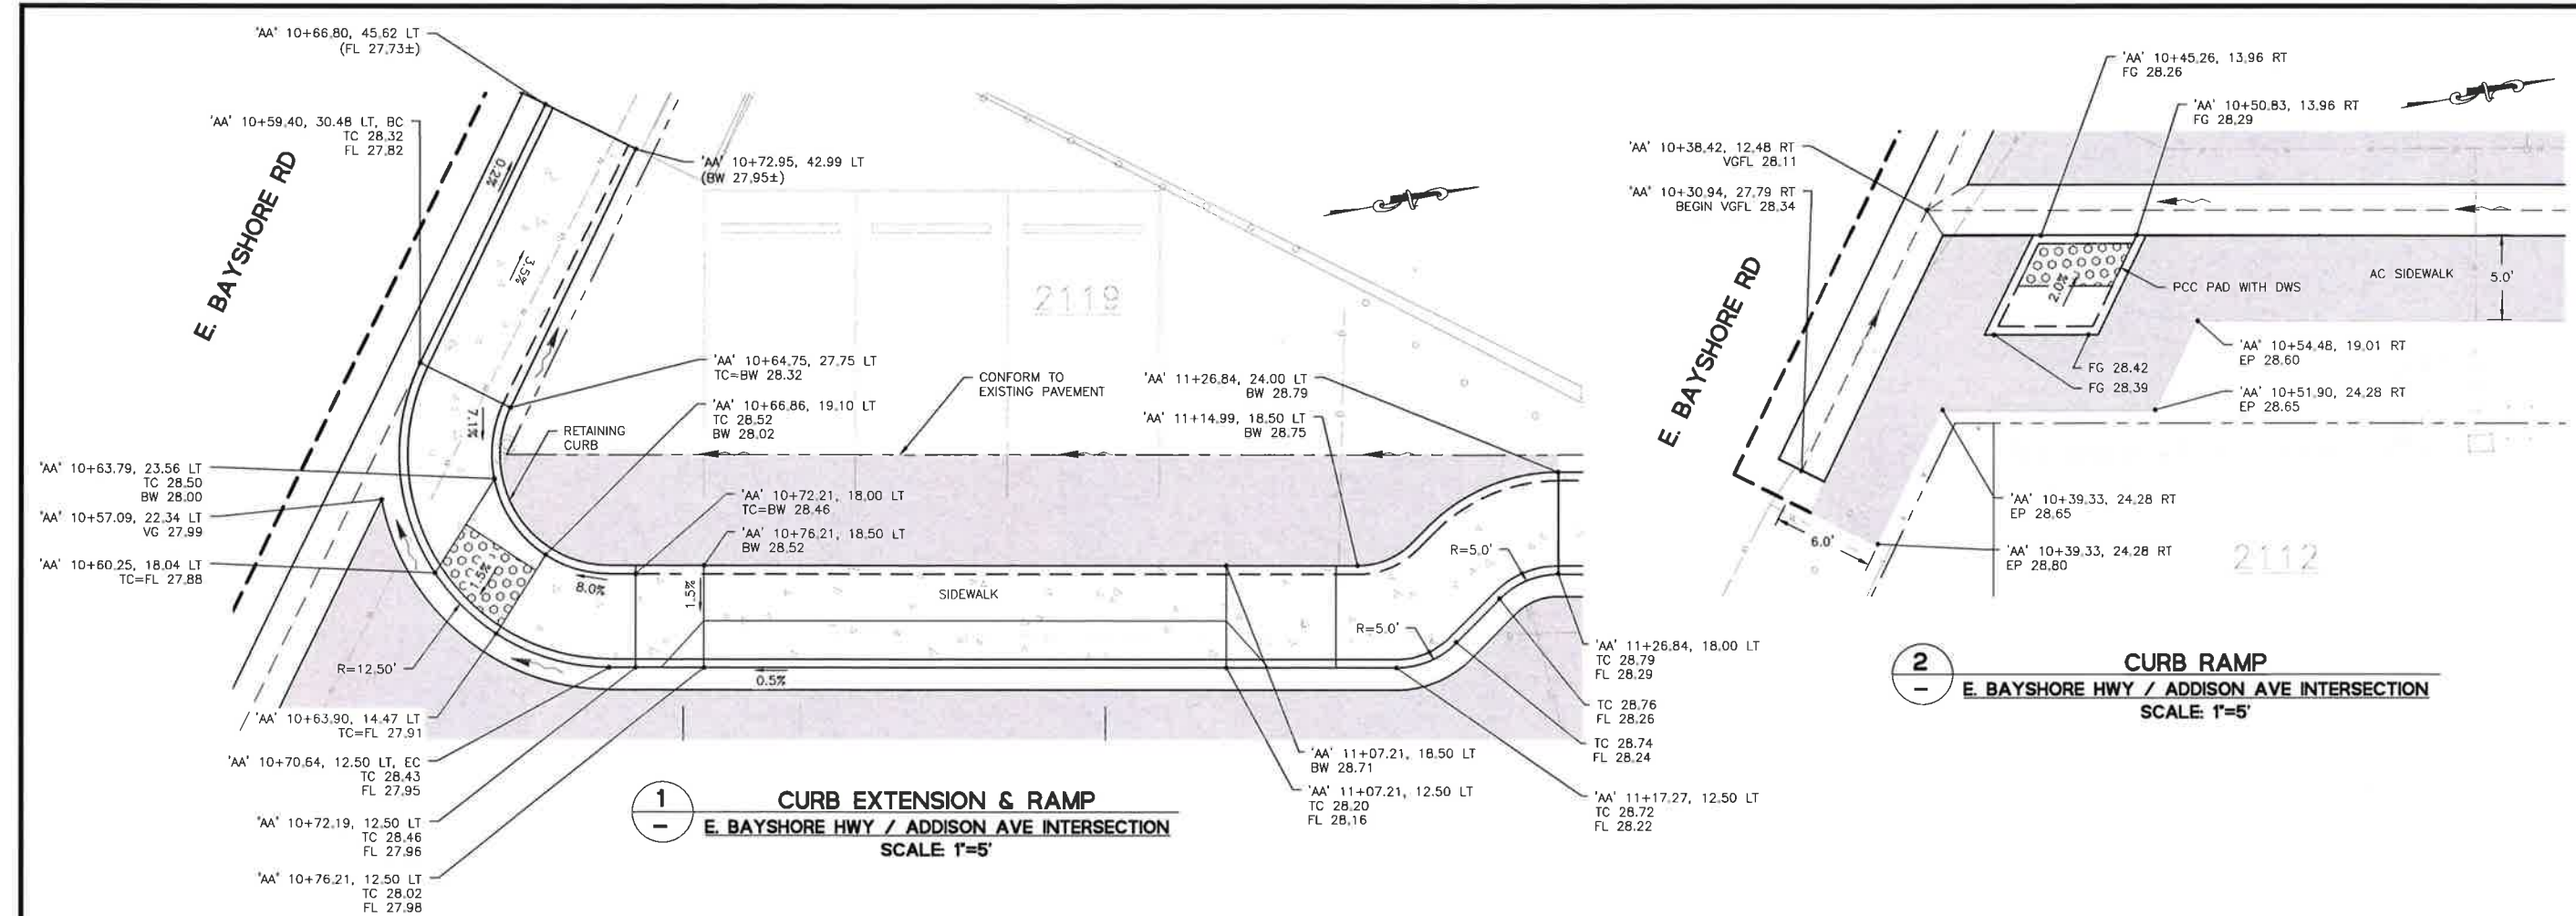 'AA' 10+66.80, 45.62 LT
(FL 27.73±)
'AA' 10+59.40, 30.48 LT, BC
TC 28.32
FL 27.82
E. BAYSHORE RD
0.2%
3.5%
'AA' 10+72.95, 42.99 LT
(BW 27.95±)
2119
'AA' 10+64.75, 27.75 LT
TC=BW 28.32
7.1%
'AA' 10+66.86, 19.10 LT
TC 28.52
BW 28.02
CONFORM TO
EXISTING PAVEMENT
'AA' 11+26.84, 24.00 LT
BW 28.79
'AA' 11+14.99, 18.50 LT
BW 28.75
RETAINING
CURB
'AA' 10+63.79, 23.56 LT
TC 28.50
BW 28.00
'AA' 10+57.09, 22.34 LT
VG 27.99
'AA' 10+60.25, 18.04 LT
TC=FL 27.88
'AA' 10+72.21, 18.00 LT
TC=BW 28.46
'AA' 10+76.21, 18.50 LT
BW 28.52
1.5%
8.0%
1.5%
SIDEWALK
R=5.0'
R=5.0'
R=12.50'
0.5%
'AA' 10+63.90, 14.47 LT
TC=FL 27.91
'AA' 10+70.64, 12.50 LT, EC
TC 28.43
FL 27.95
'AA' 10+72.19, 12.50 LT
TC 28.46
FL 27.96
'AA' 10+76.21, 12.50 LT
TC 28.02
FL 27.98
'AA' 11+26.84, 18.00 LT
TC 28.79
FL 28.29
TC 28.76
FL 28.26
TC 28.74
FL 28.24
'AA' 11+07.21, 18.50 LT
BW 28.71
'AA' 11+07.21, 12.50 LT
TC 28.20
FL 28.16
'AA' 11+17.27, 12.50 LT
TC 28.72
FL 28.22
1
–
CURB EXTENSION & RAMP
E. BAYSHORE HWY / ADDISON AVE INTERSECTION
SCALE: 1"=5'
'AA' 10+45.26, 13.96 RT
FG 28.26
'AA' 10+50.83, 13.96 RT
FG 28.29
'AA' 10+38.42, 12.48 RT
VGFL 28.11
'AA' 10+30.94, 27.79 RT
BEGIN VGFL 28.34
E. BAYSHORE RD
2.0%
AC SIDEWALK
5.0'
PCC PAD WITH DWS
'AA' 10+54.48, 19.01 RT
EP 28.60
FG 28.42
FG 28.39
'AA' 10+51.90, 24.28 RT
EP 28.65
'AA' 10+39.33, 24.28 RT
EP 28.65
'AA' 10+39.33, 24.28 RT
EP 28.80
6.0'
2112
2
–
CURB RAMP
E. BAYSHORE HWY / ADDISON AVE INTERSECTION
SCALE: 1"=5'